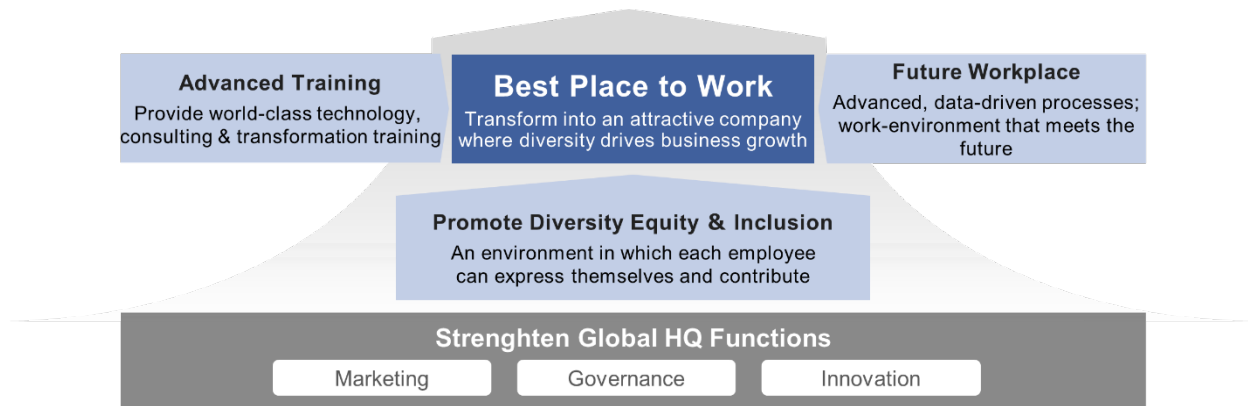 Advanced Training
Provide world-class technology,
consulting & transformation training
Best Place to Work
Transform into an attractive company
where diversity drives business growth
Future Workplace
Advanced, data-driven processes;
work-environment that meets the
future
Promote Diversity Equity & Inclusion
An environment in which each employee
can express themselves and contribute
Strenghten Global HQ Functions
Marketing
Governance
Innovation